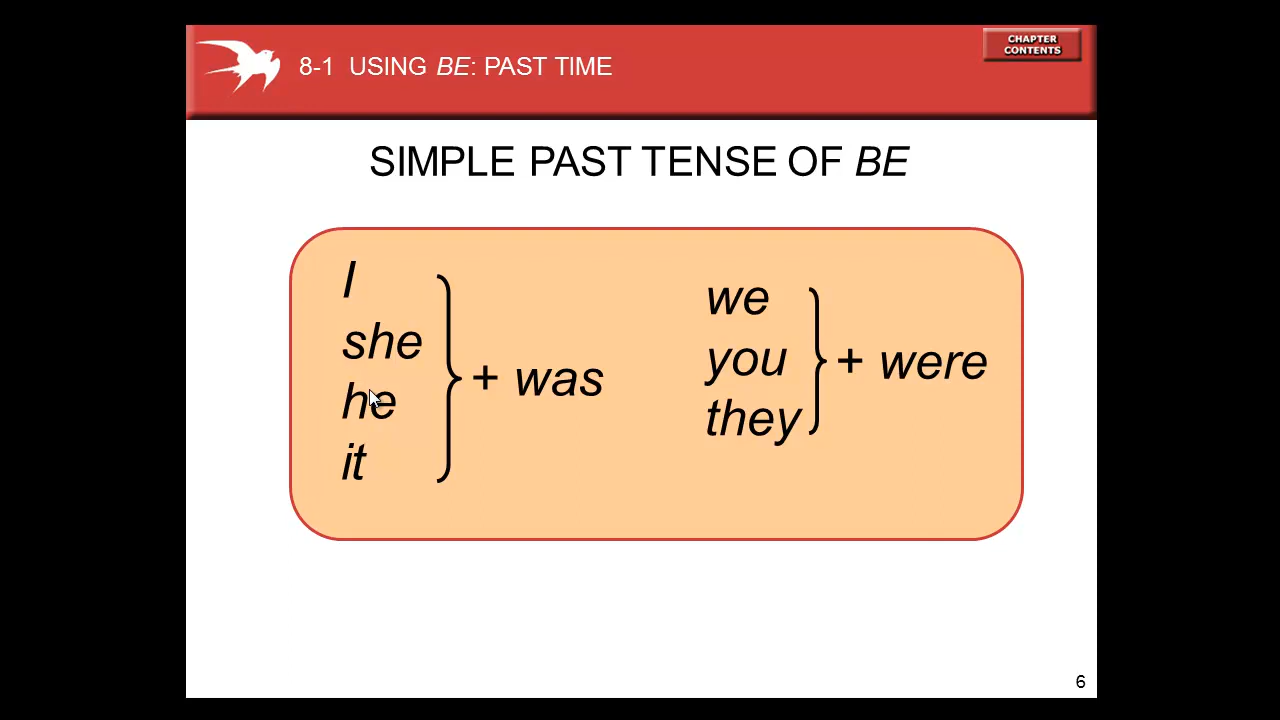 8-1 USING BE: PAST TIME
CHAPTER
CONTENTS
SIMPLE PAST TENSE OF BE
I
she
he
it
+ was
we
you
they
+ were
6